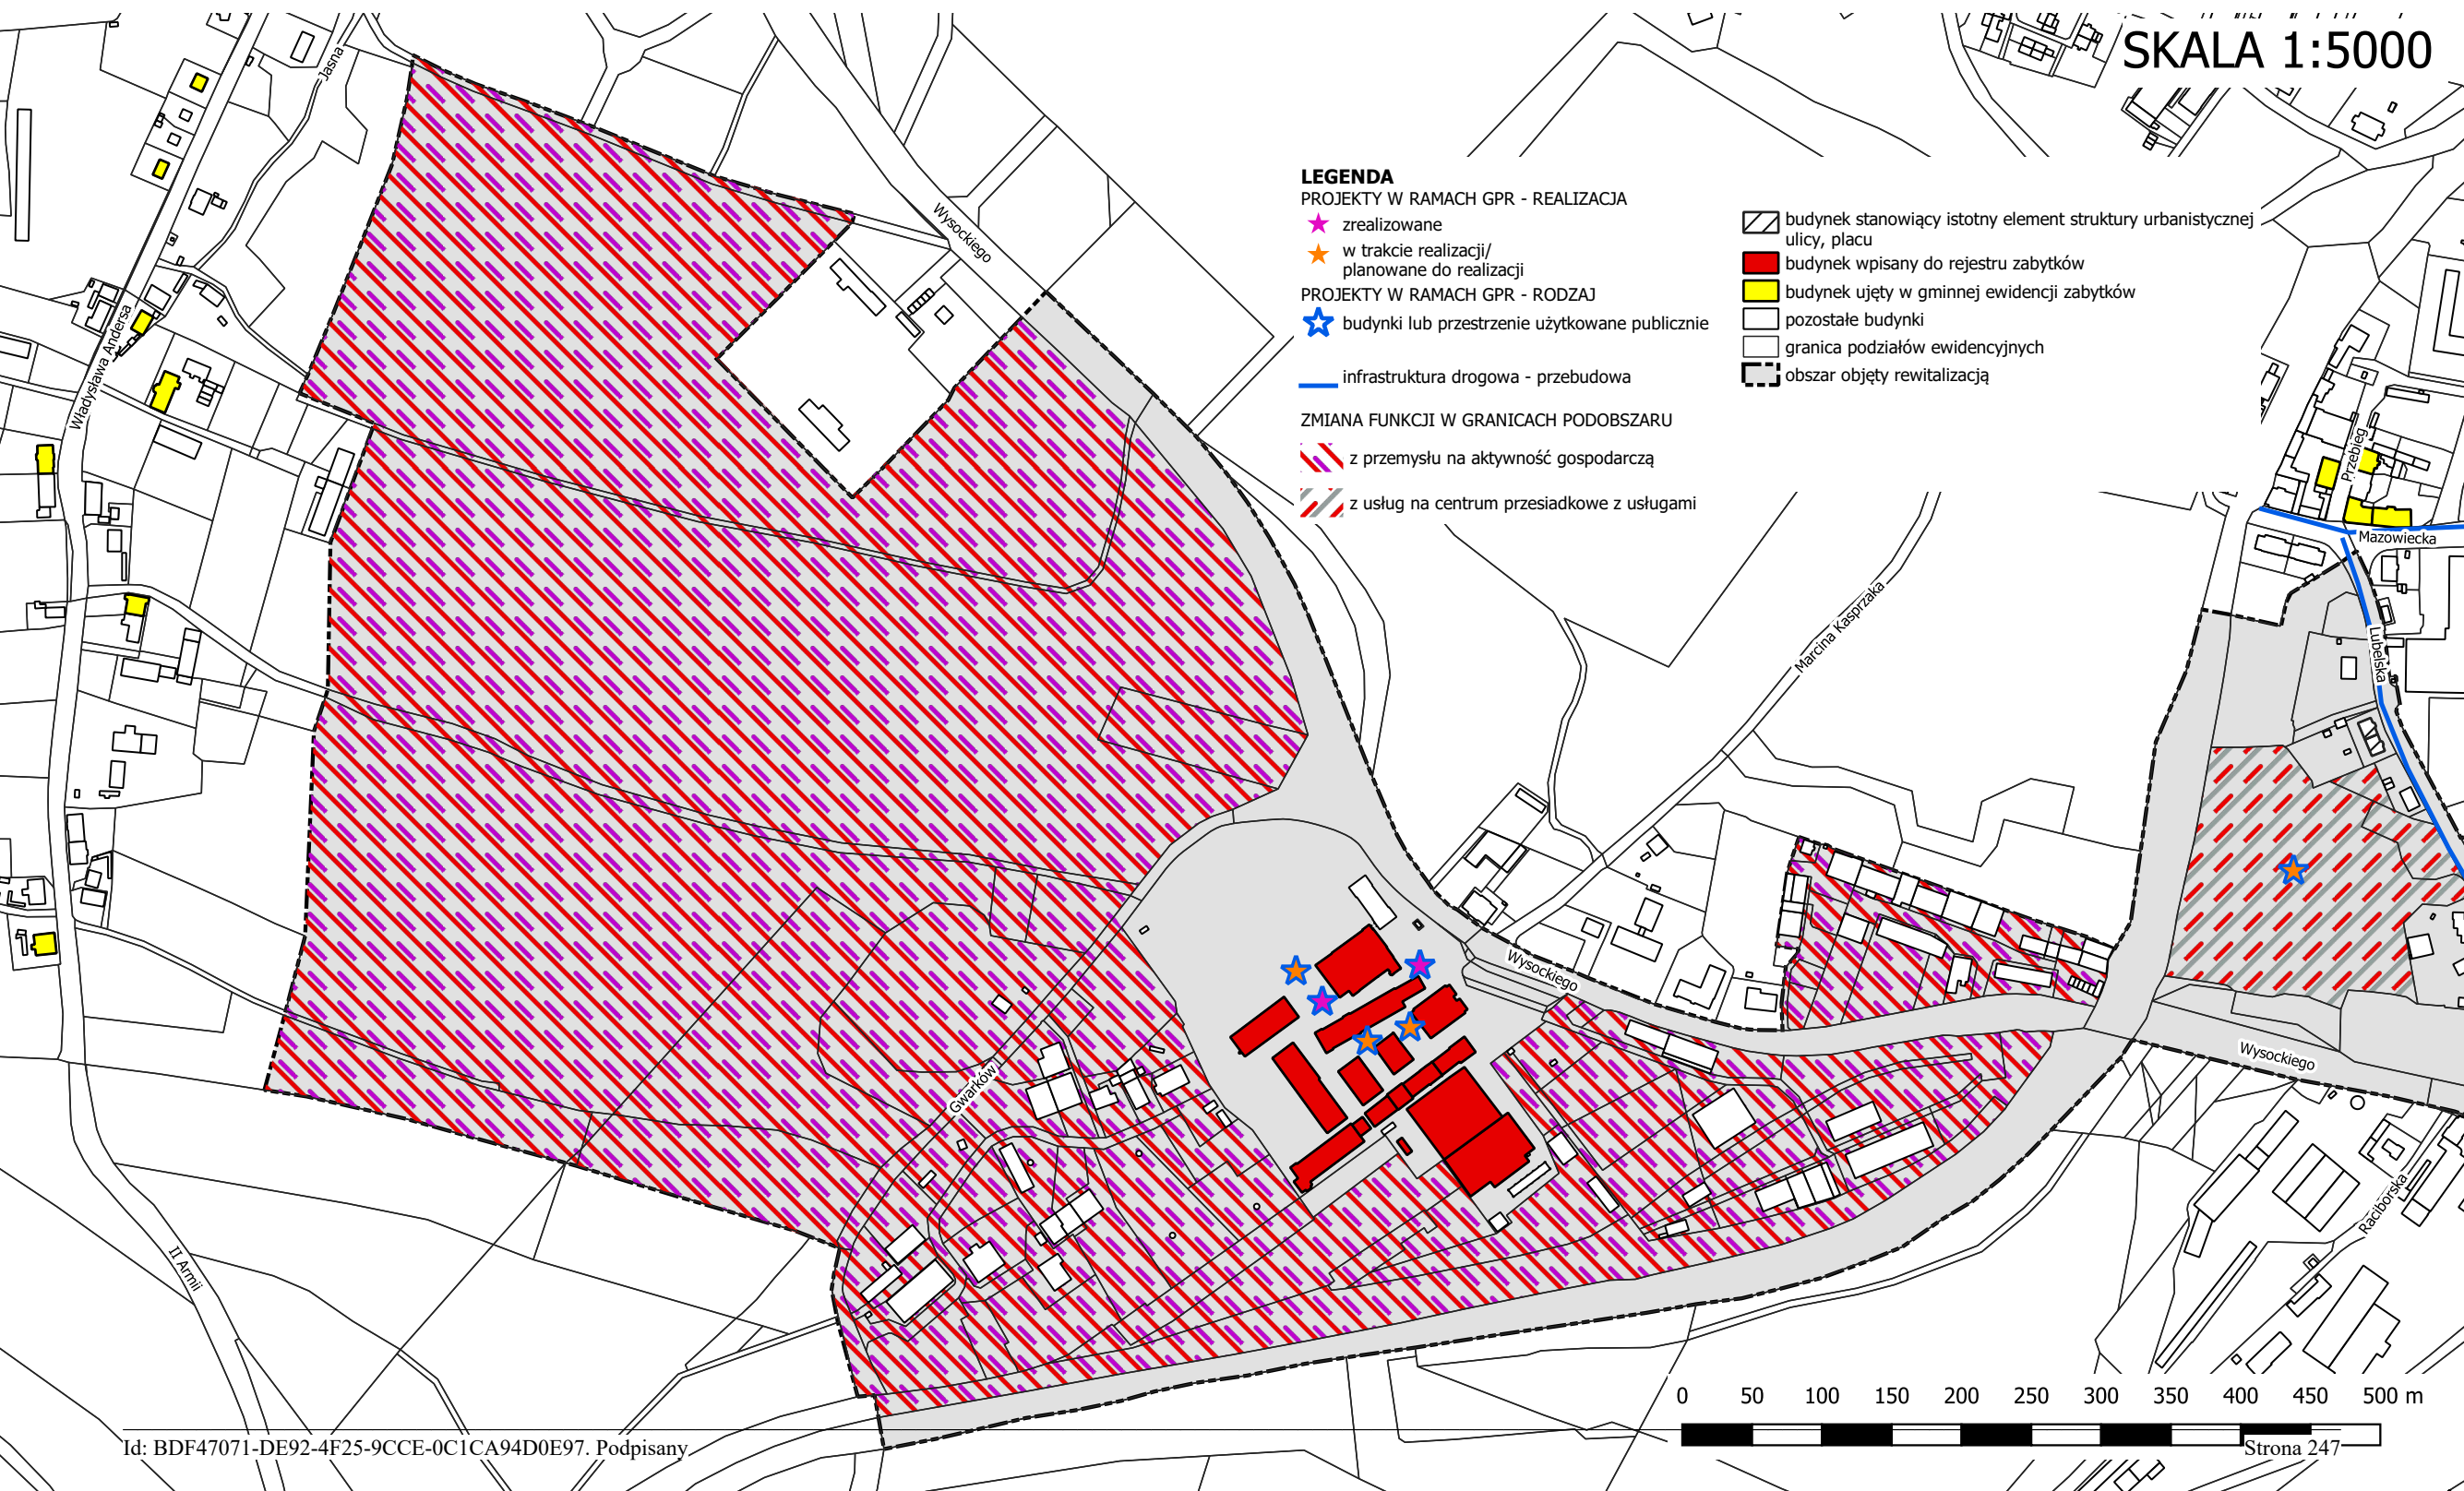 SKALA 1:5000
LEGENDA
PROJEKTY W RAMACH GPR - REALIZACJA
zrealizowane
w trakcie realizacji/
planowane do realizacji
PROJEKTY W RAMACH GPR - RODZAJ
budynki lub przestrzenie użytkowane publicznie
infrastruktura drogowa - przebudowa
ZMIANA FUNKCJI W GRANICACH PODOBSZARU
z przemysłu na aktywność gospodarczą
z usług na centrum przesiadkowe z usługami
budynek stanowiący istotny element struktury urbanistycznej
ulicy, placu
budynek wpisany do rejestru zabytków
budynek ujęty w gminnej ewidencji zabytków
pozostałe budynki
granica podziałów ewidencyjnych
obszar objęty rewitalizacją
Jasna
Wysockiego
Władysława Andersa
Przebieg
Mazowiecka
Lubelska
Marcina Kasprzaka
Wysockiego
Wysockiego
Gwarków
Raciborska
II Armii
0 50 100 150 200 250 300 350 400 450 500 m
Id: BDF47071-DE92-4F25-9CCE-0C1CA94D0E97. Podpisany
Strona 247